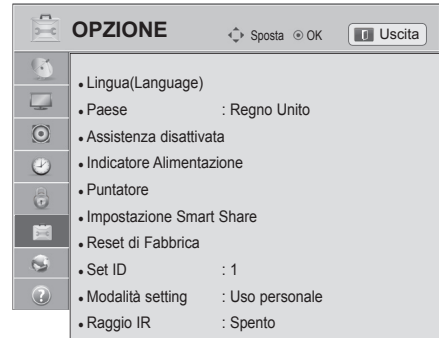 OPZIONE
Sposta OK
Uscita
• Lingua(Language)
• Paese : Regno Unito
• Assistenza disattivata
• Indicatore Alimentazione
• Puntatore
• Impostazione Smart Share
• Reset di Fabbrica
• Set ID : 1
• Modalità setting : Uso personale
• Raggio IR : Spento